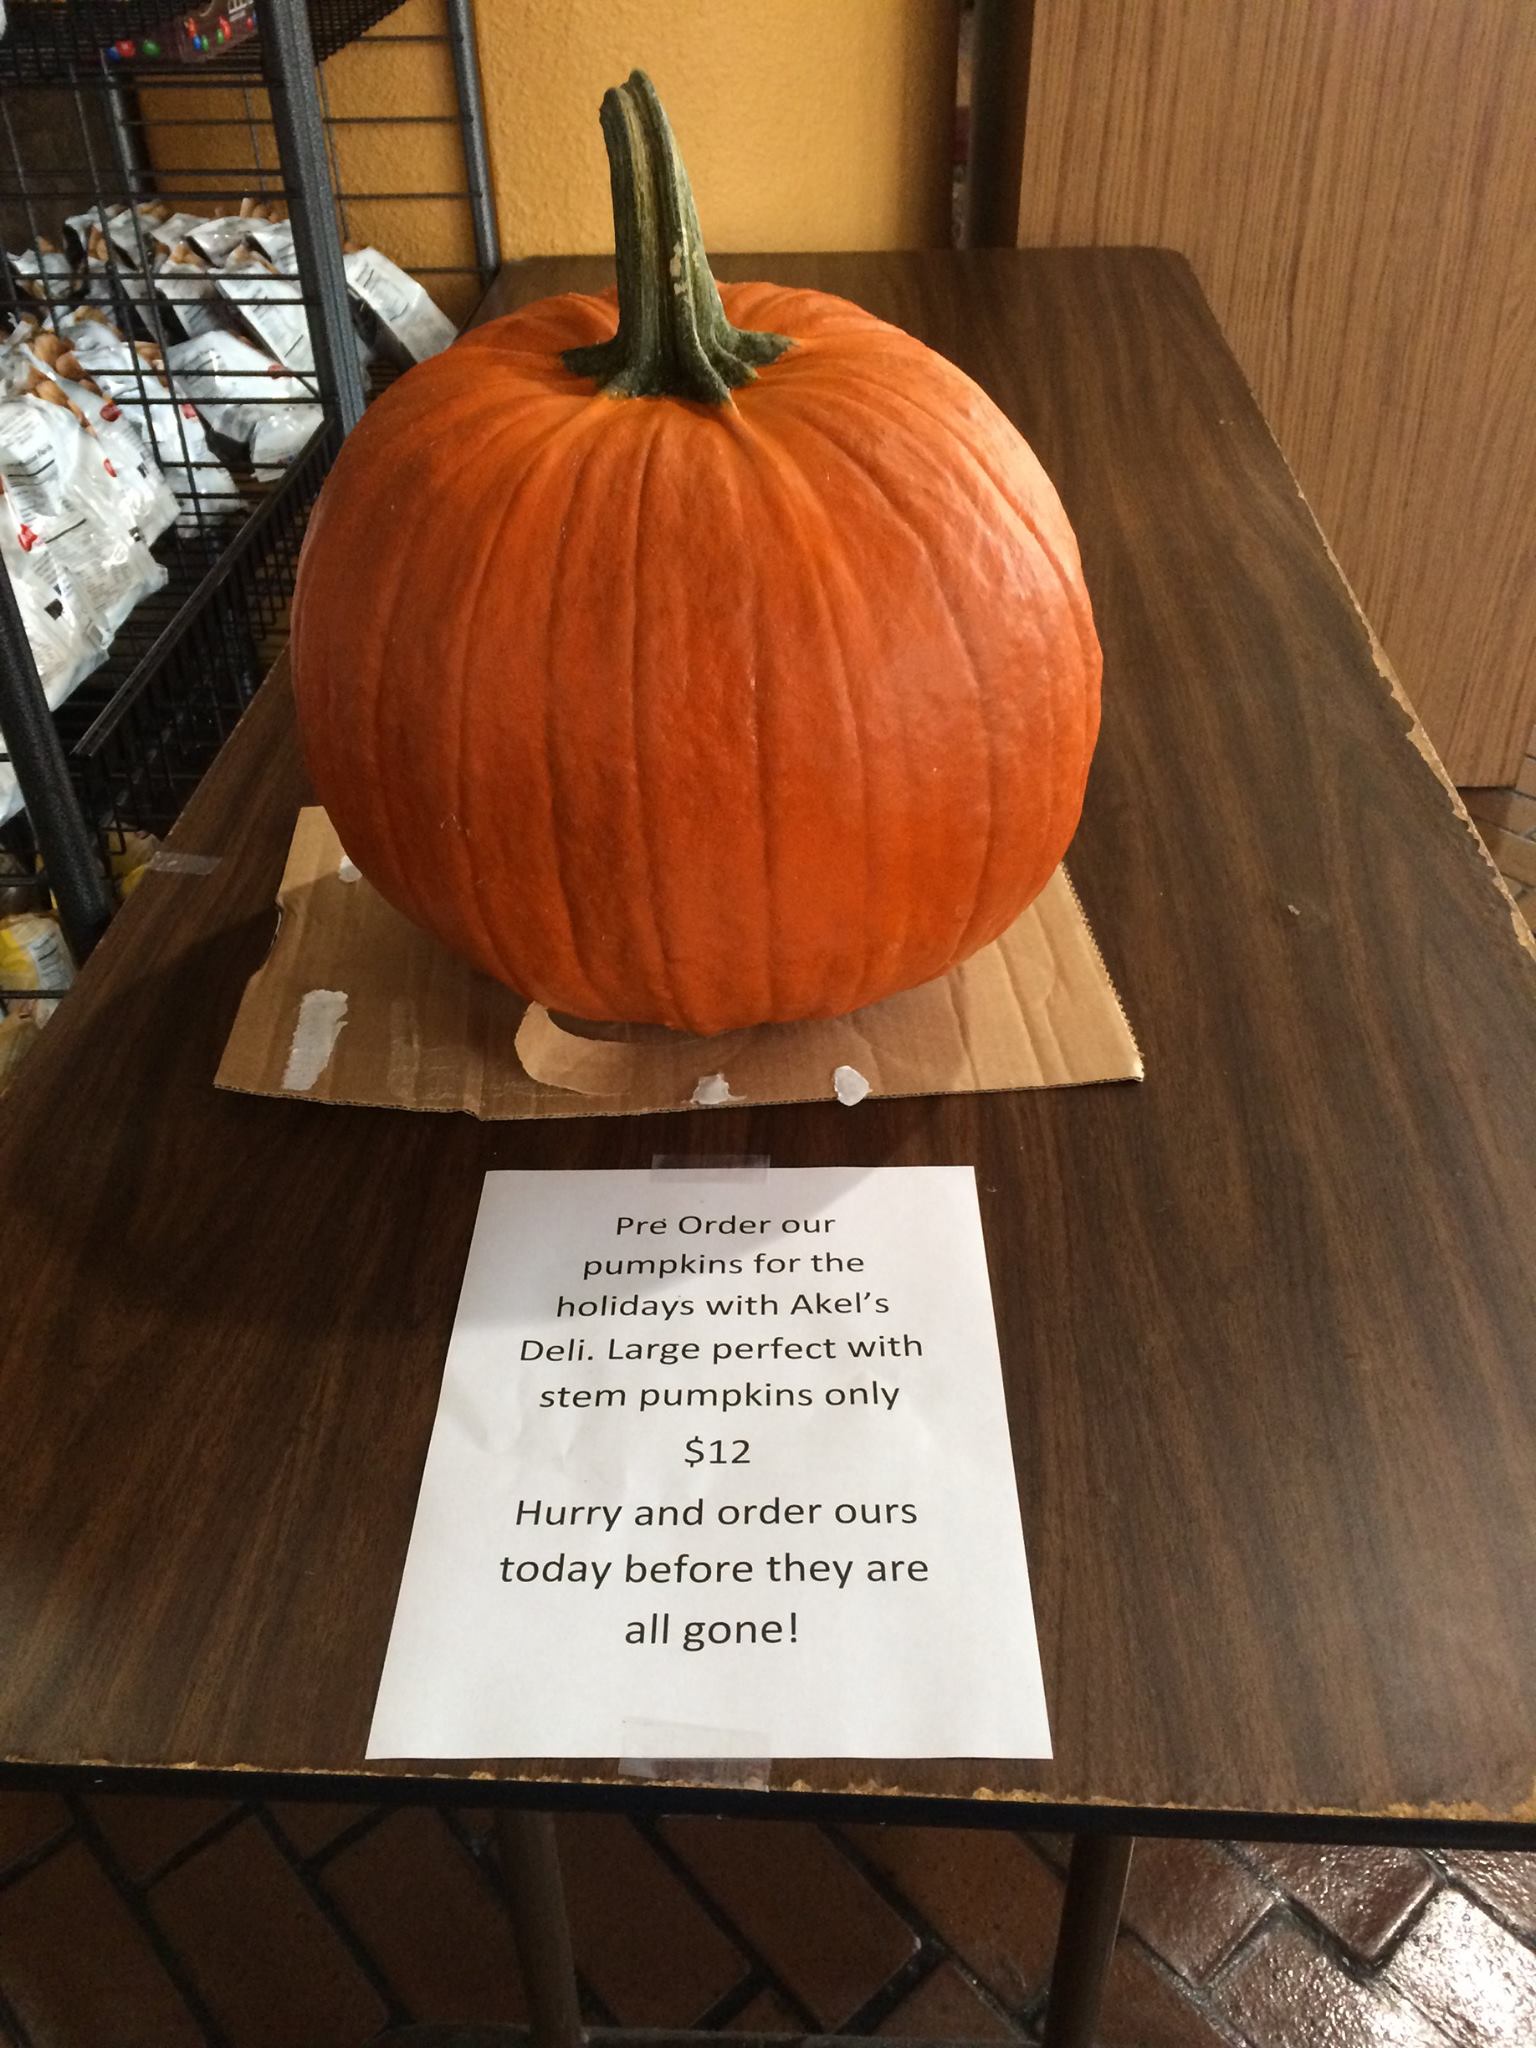 Pre Order our
pumpkins for the
holidays with Akel's
Deli. Large perfect with
stem pumpkins only
$12
Hurry and order ours
today before they are
all gone!